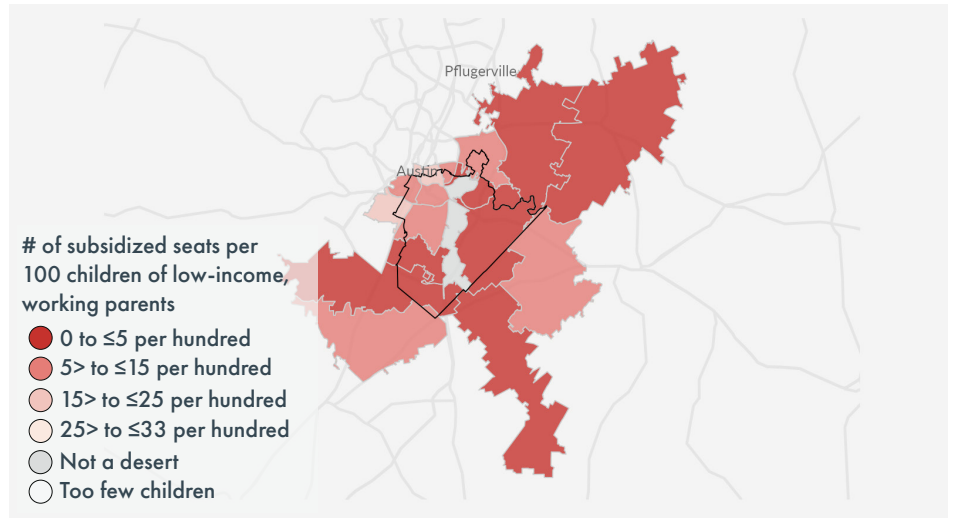 Pflugerville
Austin
# of subsidized seats per
100 children of low-income,
working parents
0 to ≤5 per hundred
5> to ≤15 per hundred
15> to ≤25 per hundred
25> to ≤33 per hundred
Not a desert
Too few children